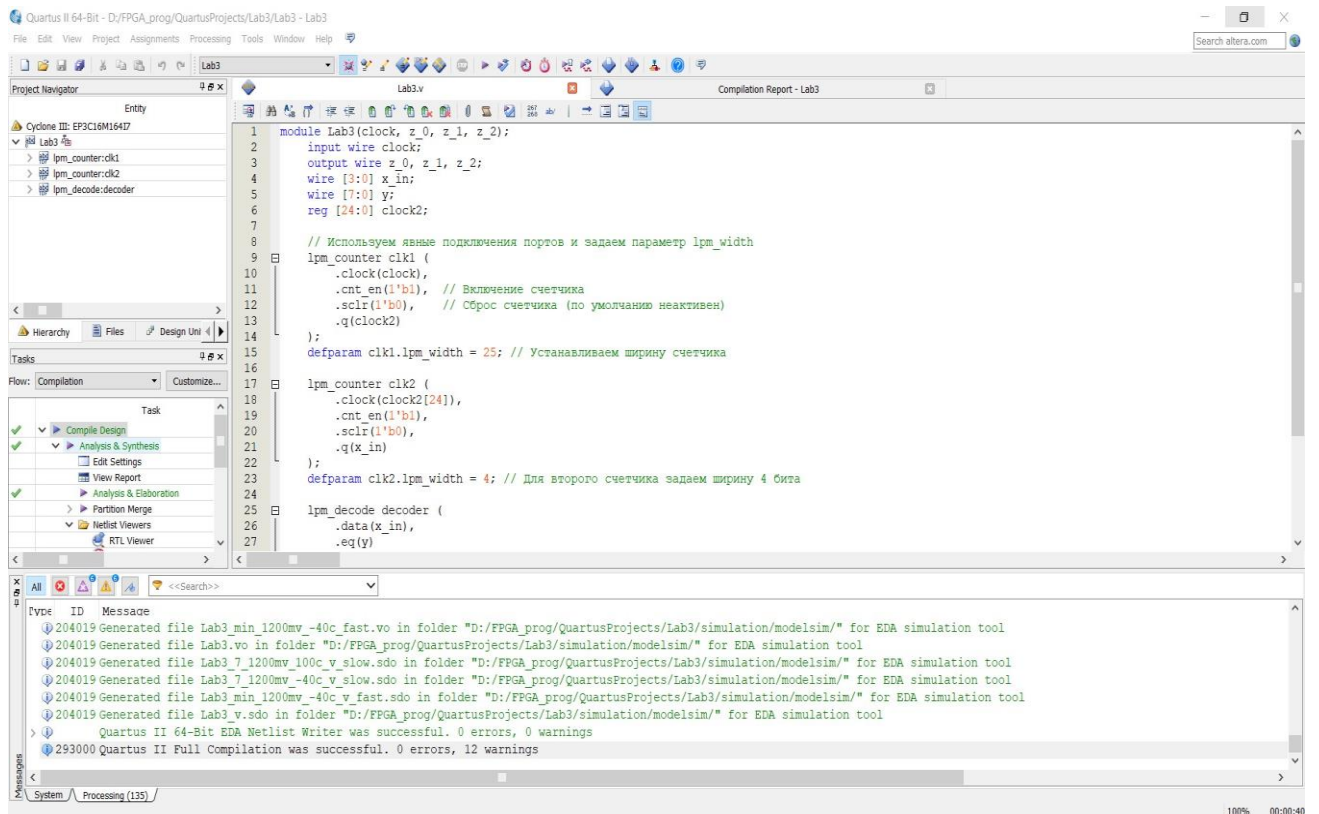 Quartus II 64-Bit - D:/FPGA_prog/QuartusProjects/Lab3/Lab3 - Lab3
File Edit View Project Assignments Processing Tools Window Help
Search altera.com
Lab3
Project Navigator
Lab3.v
Compilation Report - Lab3
Entity
Cyclone III: EP3C16M164I7
Lab3
lpm_counter:clk1
lpm_counter:clk2
lpm_decode:decoder
Hierarchy Files Design Uni
Tasks
Flow: Compilation Customize...
Task
Compile Design
Analysis & Synthesis
Edit Settings
View Report
Analysis & Elaboration
Partition Merge
Netlist Viewers
RTL Viewer
1 module Lab3(clock, z_0, z_1, z_2);
2 input wire clock;
3 output wire z_0, z_1, z_2;
4 wire [3:0] x_in;
5 wire [7:0] y;
6 reg [24:0] clock2;
7
8 // Используем явные подключения портов и задаем параметр lpm_width
9 lpm_counter clk1 (
10 .clock(clock),
11 .cnt_en(1'b1), // Включение счетчика
12 .sclr(1'b0), // Сброс счетчика (по умолчанию неактивен)
13 .q(clock2)
14 );
15 defparam clk1.lpm_width = 25; // Устанавливаем ширину счетчика
16
17 lpm_counter clk2 (
18 .clock(clock2[24]),
19 .cnt_en(1'b1),
20 .sclr(1'b0),
21 .q(x_in)
22 );
23 defparam clk2.lpm_width = 4; // Для второго счетчика задаем ширину 4 бита
24
25 lpm_decode decoder (
26 .data(x_in),
27 .eq(y)
All <<Search>>
Type ID Message
204019 Generated file Lab3_min_1200mv_-40c_fast.vo in folder "D:/FPGA_prog/QuartusProjects/Lab3/simulation/modelsim/" for EDA simulation tool
204019 Generated file Lab3.vo in folder "D:/FPGA_prog/QuartusProjects/Lab3/simulation/modelsim/" for EDA simulation tool
204019 Generated file Lab3_7_1200mv_100c_v_slow.sdo in folder "D:/FPGA_prog/QuartusProjects/Lab3/simulation/modelsim/" for EDA simulation tool
204019 Generated file Lab3_7_1200mv_-40c_v_slow.sdo in folder "D:/FPGA_prog/QuartusProjects/Lab3/simulation/modelsim/" for EDA simulation tool
204019 Generated file Lab3_min_1200mv_-40c_v_fast.sdo in folder "D:/FPGA_prog/QuartusProjects/Lab3/simulation/modelsim/" for EDA simulation tool
204019 Generated file Lab3_v.sdo in folder "D:/FPGA_prog/QuartusProjects/Lab3/simulation/modelsim/" for EDA simulation tool
Quartus II 64-Bit EDA Netlist Writer was successful. 0 errors, 0 warnings
293000 Quartus II Full Compilation was successful. 0 errors, 12 warnings
Messages
System Processing (135)
100% 00:00:40